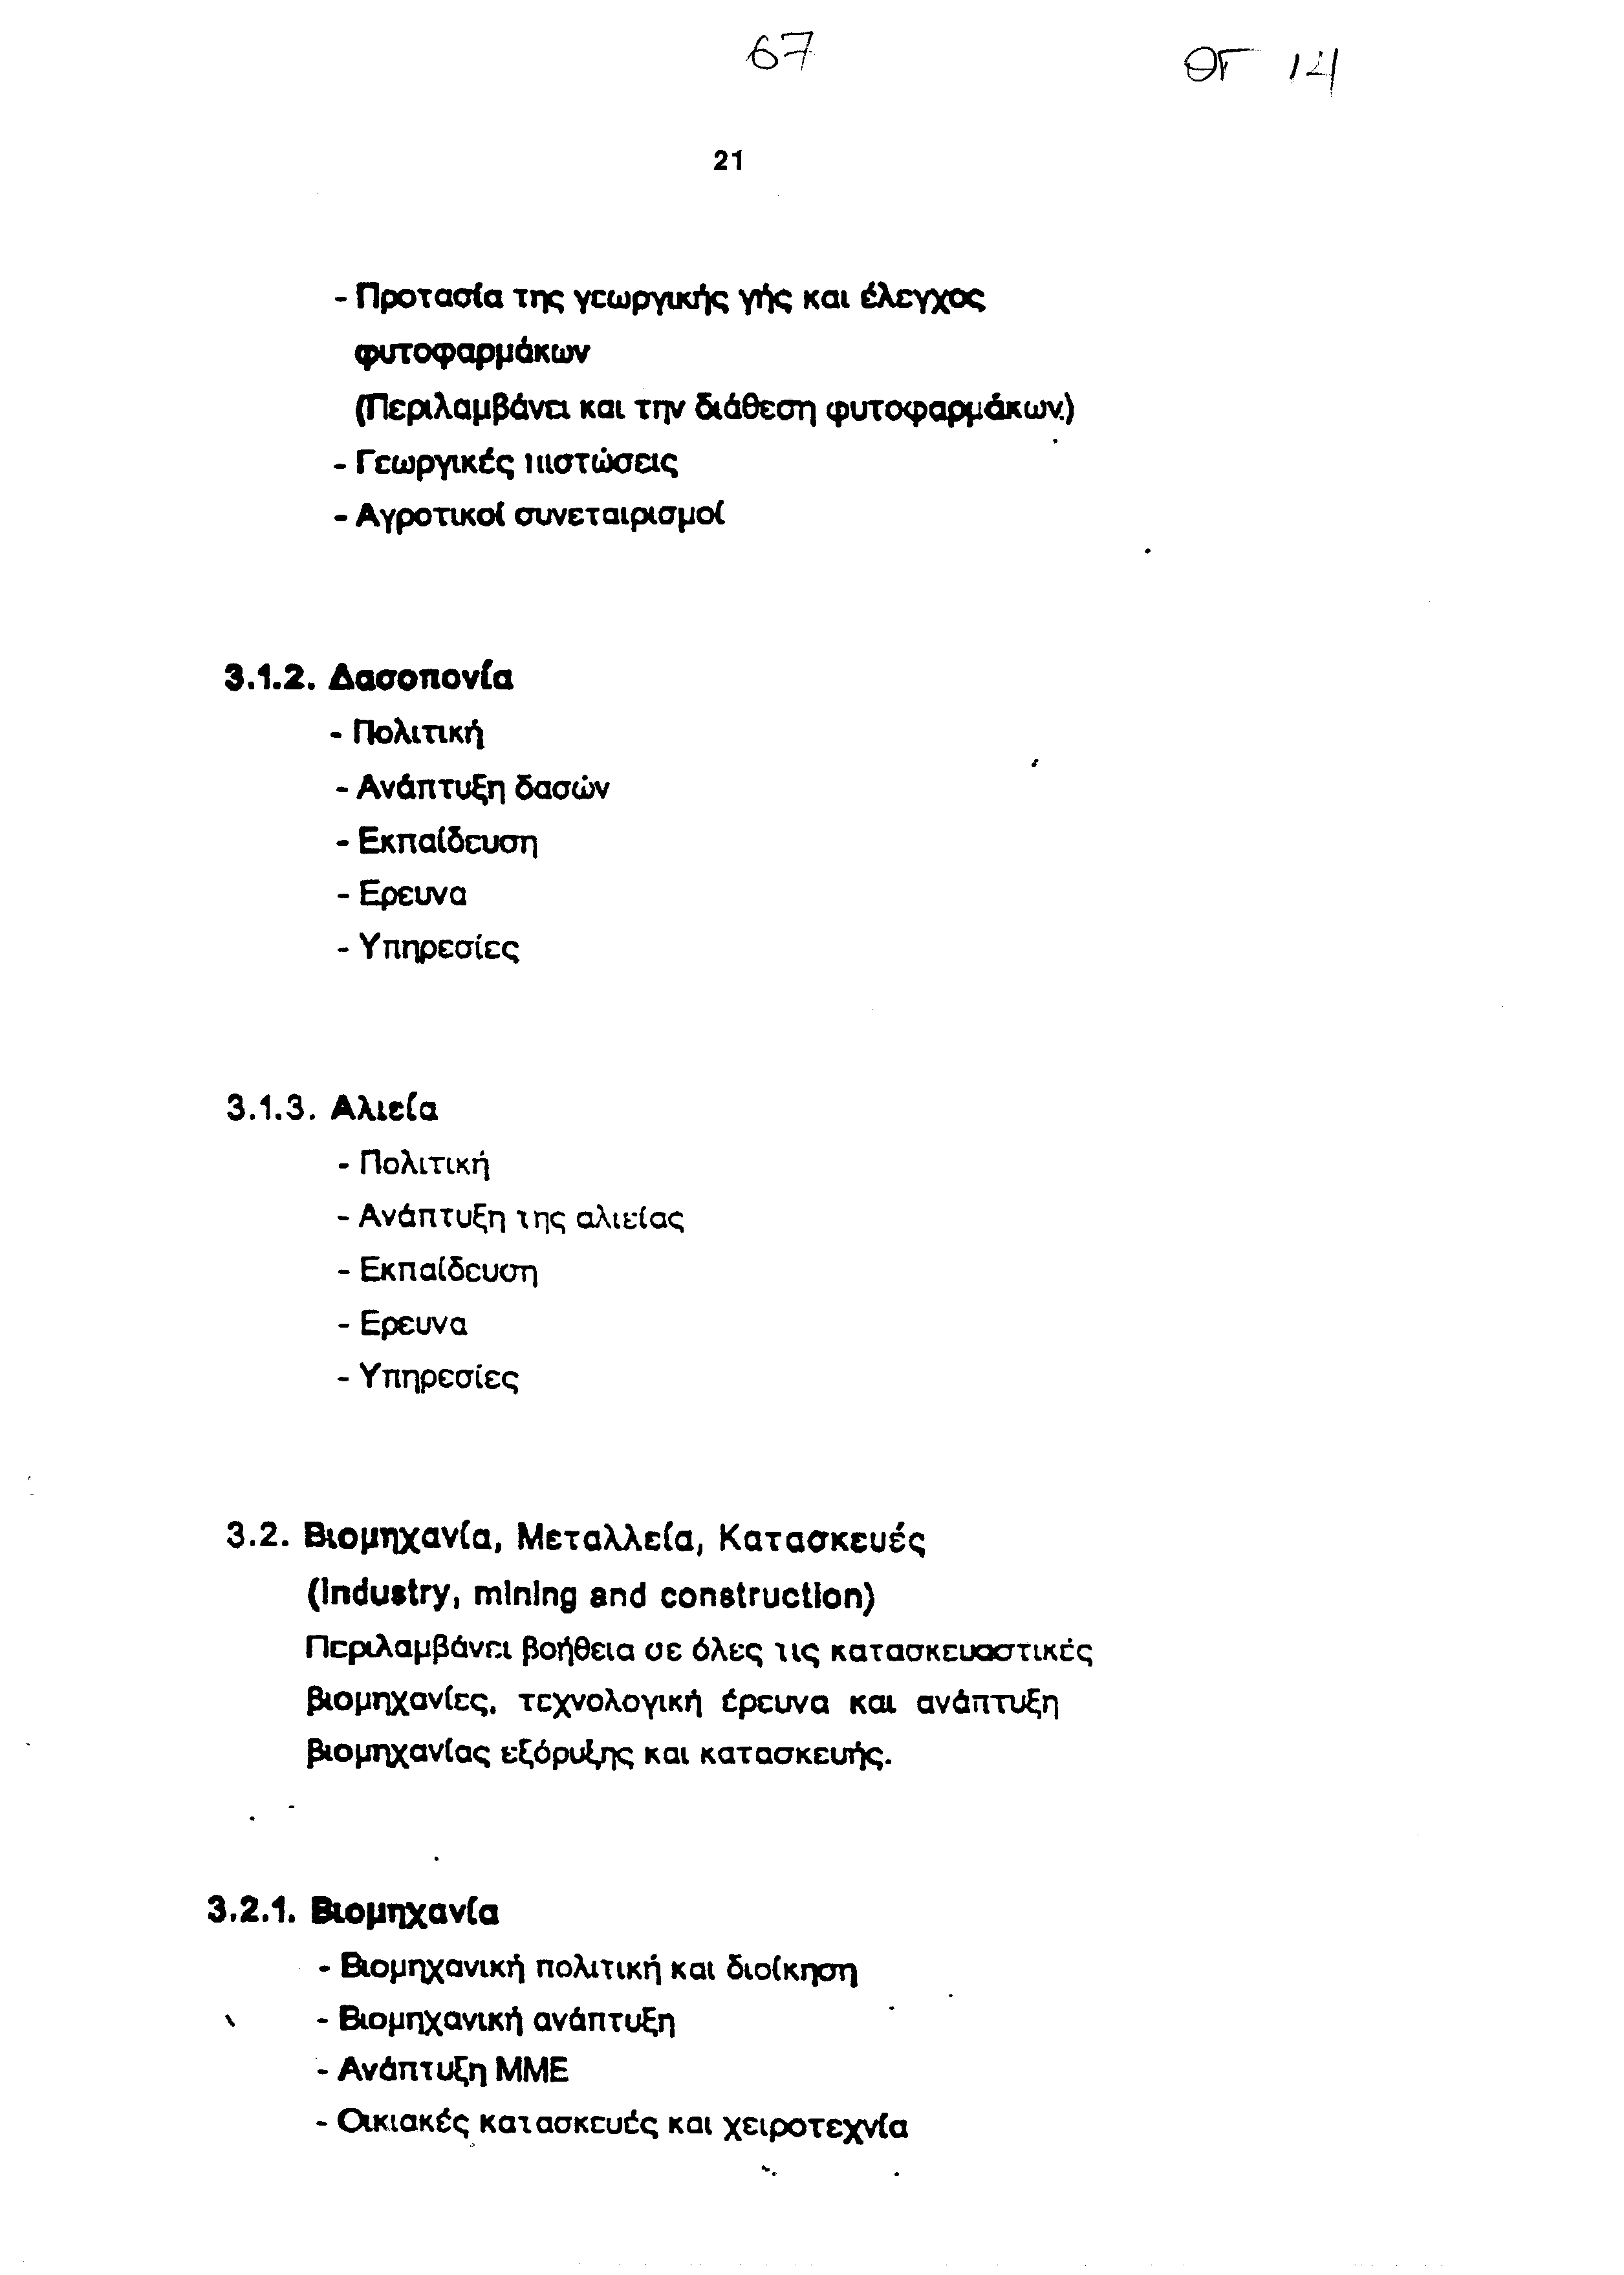 67
ΘΓ 14
21
- Προτασία της γεωργικής γής και έλεγχος
φυτοφαρμάκων
(Περιλαμβάνει και την διάθεση φυτοφαρμάκων.)
- Γεωργικές πιστώσεις
- Αγροτικοί συνεταιρισμοί
3.1.2. Δασοπονία
- Πολιτική
- Ανάπτυξη δασών
- Εκπαίδευση
- Ερευνα
- Υπηρεσίες
3.1.3. Αλιεία
- Πολιτική
- Ανάπτυξη της αλιείας
- Εκπαίδευση
- Ερευνα
- Υπηρεσίες
3.2. Βιομηχανία, Μεταλλεία, Κατασκευές
(Industry, mining and construction)
Περιλαμβάνει βοήθεια σε όλες τις κατασκευαστικές
βιομηχανίες, τεχνολογική έρευνα και ανάπτυξη
βιομηχανίας εξόρυξης και κατασκευής.
3.2.1. Βιομηχανία
- Βιομηχανική πολιτική και διοίκηση
- Βιομηχανική ανάπτυξη
- Ανάπτυξη ΜΜΕ
- Οικιακές κατασκευές και χειροτεχνία